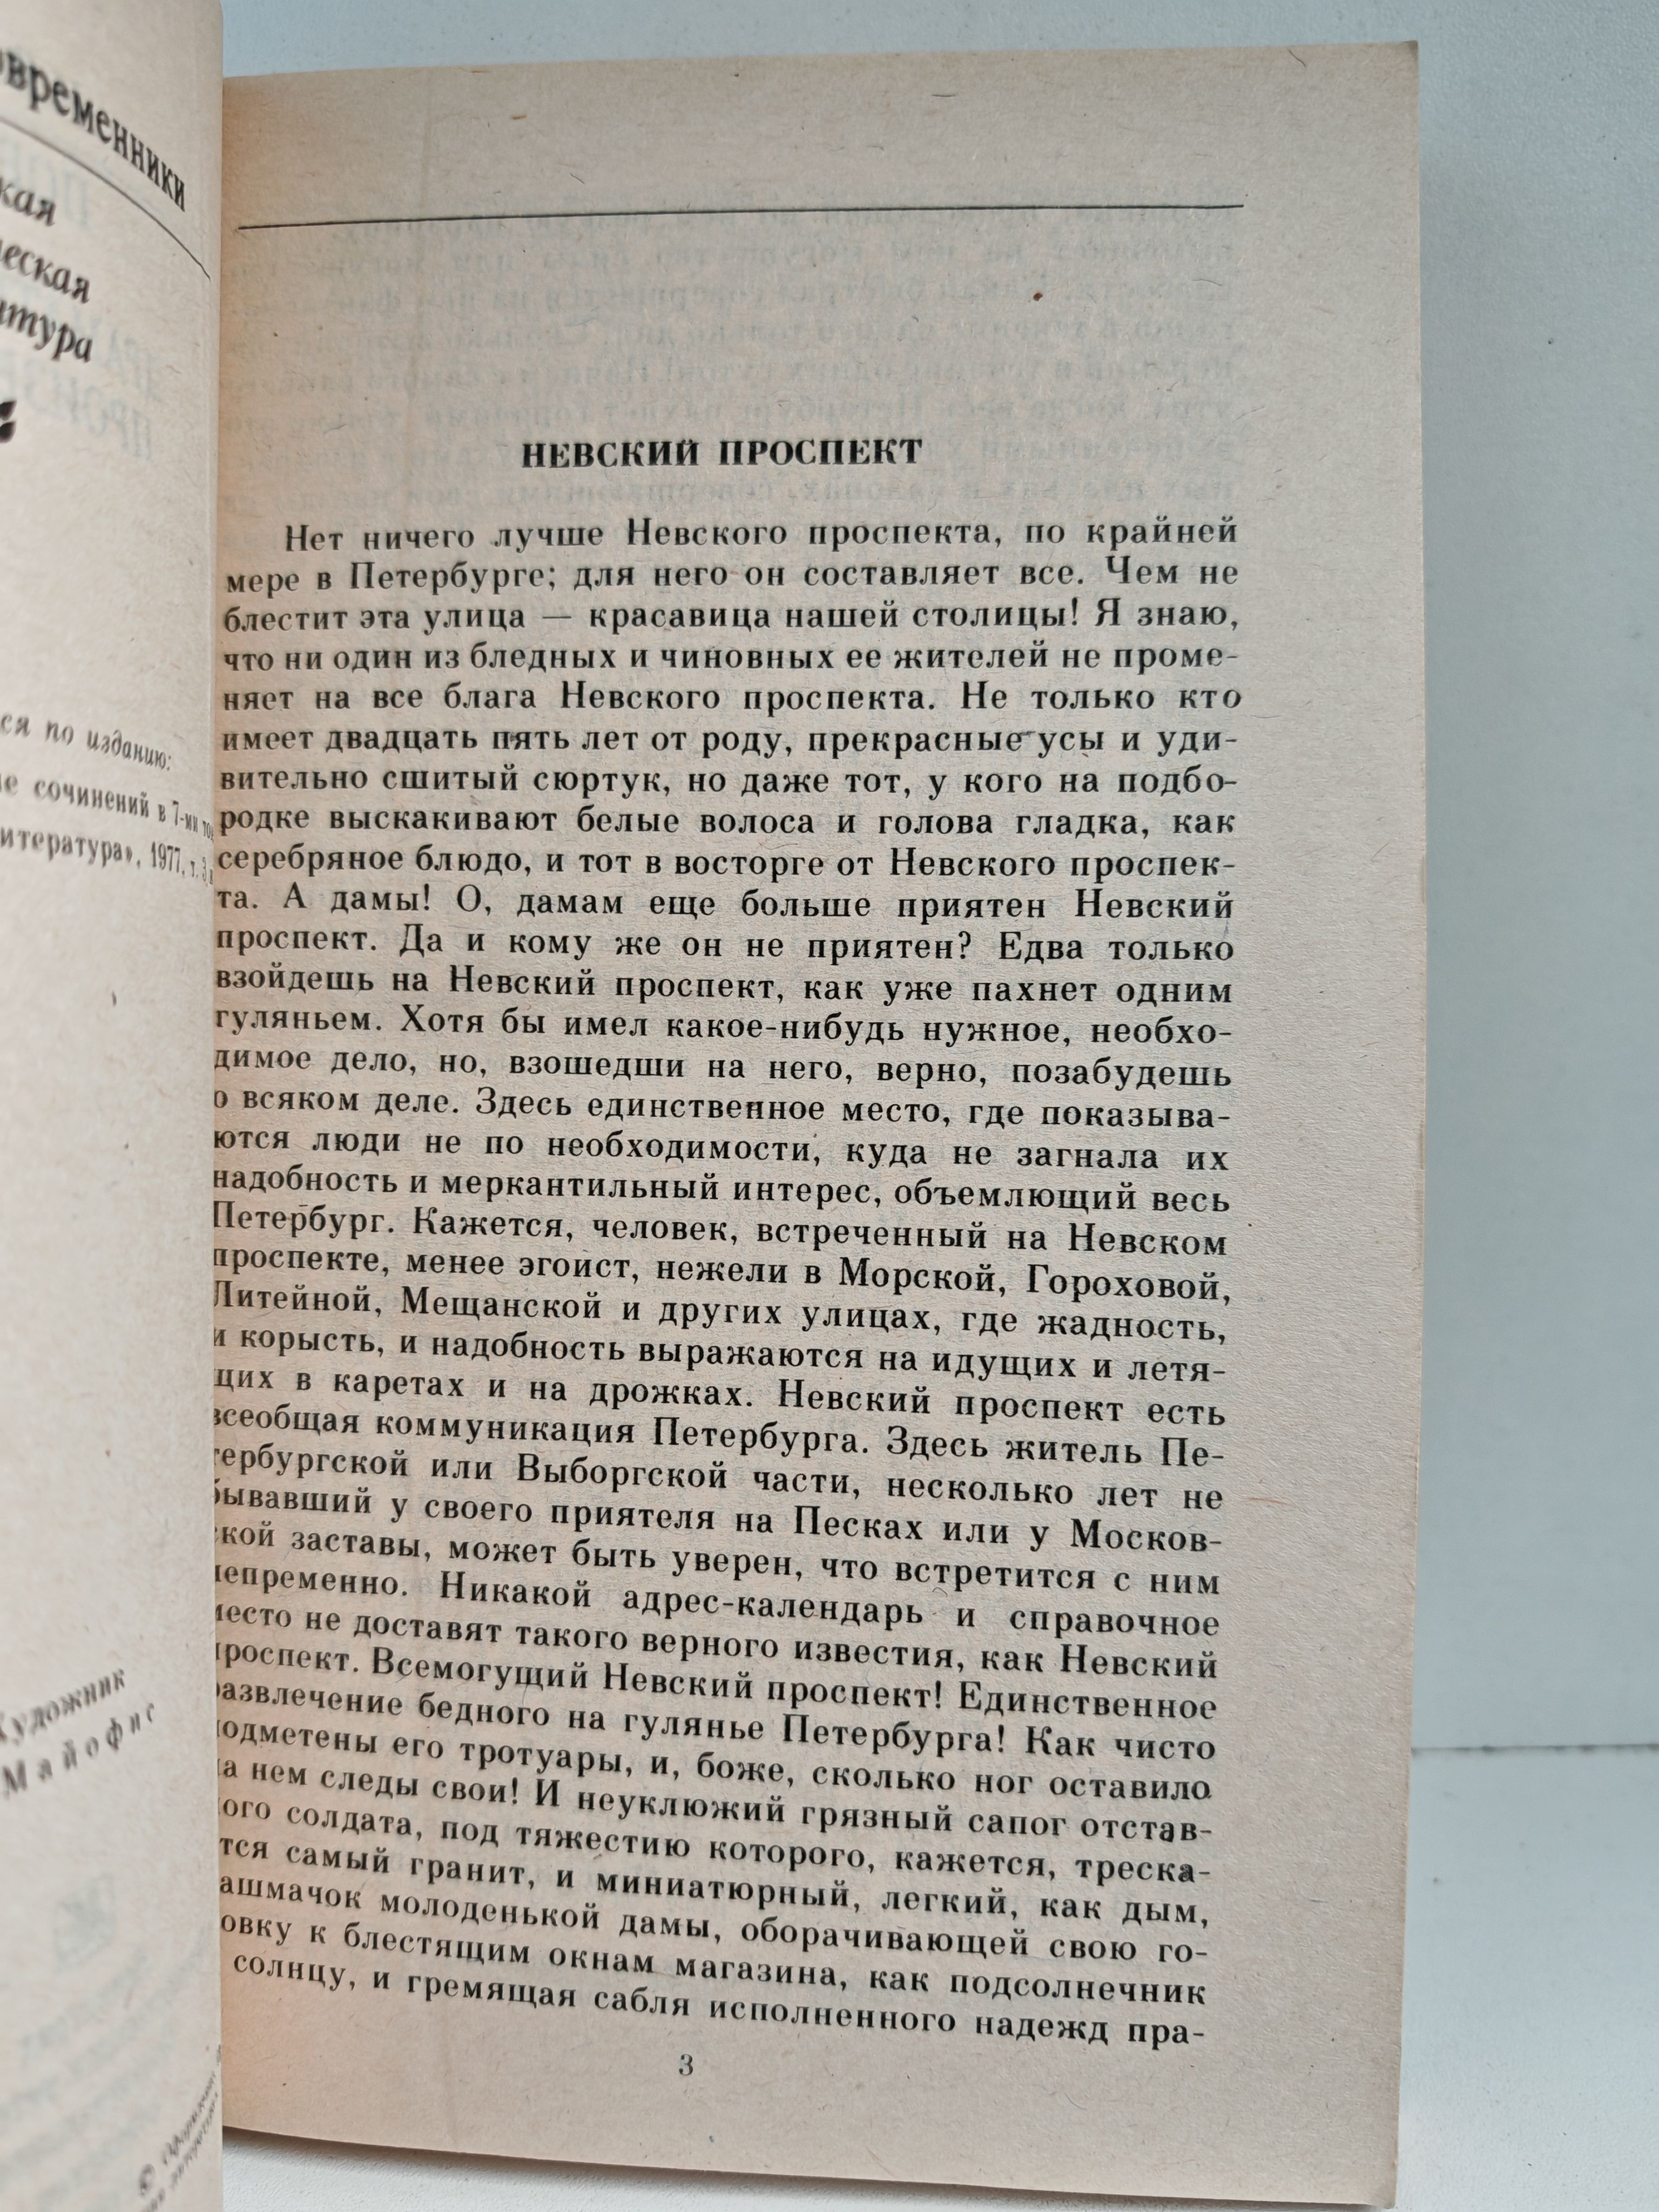 овременники
кая
еская
тура
ся по изданию:
е сочинений в 7-ми
итература», 1977, т. 3
Художник
Майофис
©
НЕВСКИЙ ПРОСПЕКТ
Нет ничего лучше Невского проспекта, по крайней
мере в Петербурге; для него он составляет все. Чем не
блестит эта улица — красавица нашей столицы! Я знаю,
что ни один из бледных и чиновных ее жителей не проме-
няет на все блага Невского проспекта. Не только кто
имеет двадцать пять лет от роду, прекрасные усы и уди-
вительно сшитый сюртук, но даже тот, у кого на подбо-
родке выскакивают белые волоса и голова гладка, как
серебряное блюдо, и тот в восторге от Невского проспек-
та. А дамы! О, дамам еще больше приятен Невский
проспект. Да и кому же он не приятен? Едва только
взойдешь на Невский проспект, как уже пахнет одним
гуляньем. Хотя бы имел какое-нибудь нужное, необхо-
димое дело, но, взошедши на него, верно, позабудешь
о всяком деле. Здесь единственное место, где показыва-
ются люди не по необходимости, куда не загнала их
надобность и меркантильный интерес, объемлющий весь
Петербург. Кажется, человек, встреченный на Невском
проспекте, менее эгоист, нежели в Морской, Гороховой,
Литейной, Мещанской и других улицах, где жадность,
и корысть, и надобность выражаются на идущих и летя-
щих в каретах и на дрожках. Невский проспект есть
всеобщая коммуникация Петербурга. Здесь житель Пе-
тербургской или Выборгской части, несколько лет не
бывавший у своего приятеля на Песках или у Москов-
ской заставы, может быть уверен, что встретится с ним
непременно. Никакой адрес-календарь и справочное
место не доставят такого верного известия, как Невский
проспект. Всемогущий Невский проспект! Единственное
развлечение бедного на гулянье Петербурга! Как чисто
подметены его тротуары, и, боже, сколько ног оставило
на нем следы свои! И неуклюжий грязный сапог отстав-
ого солдата, под тяжестию которого, кажется, треска-
тся самый гранит, и миниатюрный, легкий, как дым,
ашмачок молоденькой дамы, оборачивающей свою го-
овку к блестящим окнам магазина, как подсолнечник
солнцу, и гремящая сабля исполненного надежд пра-
3